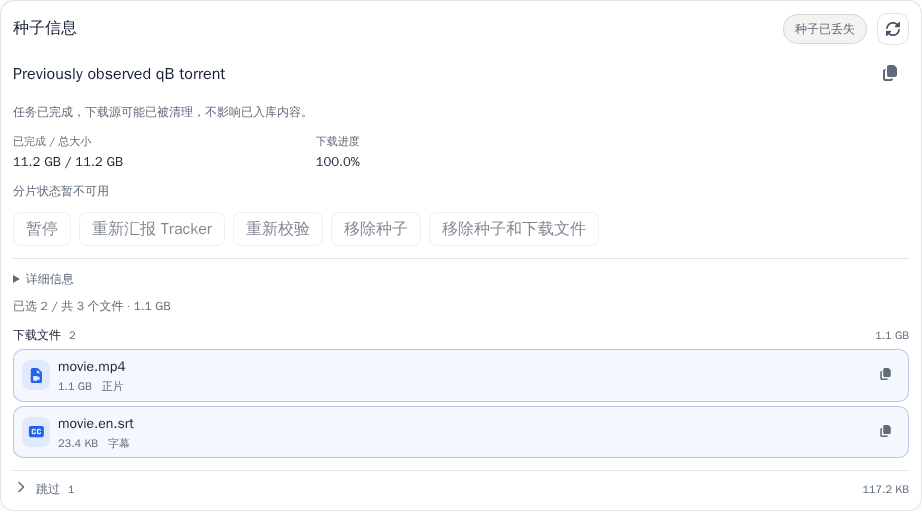 种子信息
种子已丢失
Previously observed qB torrent
任务已完成，下载源可能已被清理，不影响已入库内容。
已完成 / 总大小
下载进度
11.2 GB / 11.2 GB
100.0%
分片状态暂不可用
暂停
重新汇报 Tracker
重新校验
移除种子
移除种子和下载文件
详细信息
已选 2 / 共 3 个文件 · 1.1 GB
下载文件 2
1.1 GB
movie.mp4
1.1 GB 正片
CC
movie.en.srt
23.4 KB 字幕
跳过 1
117.2 KB